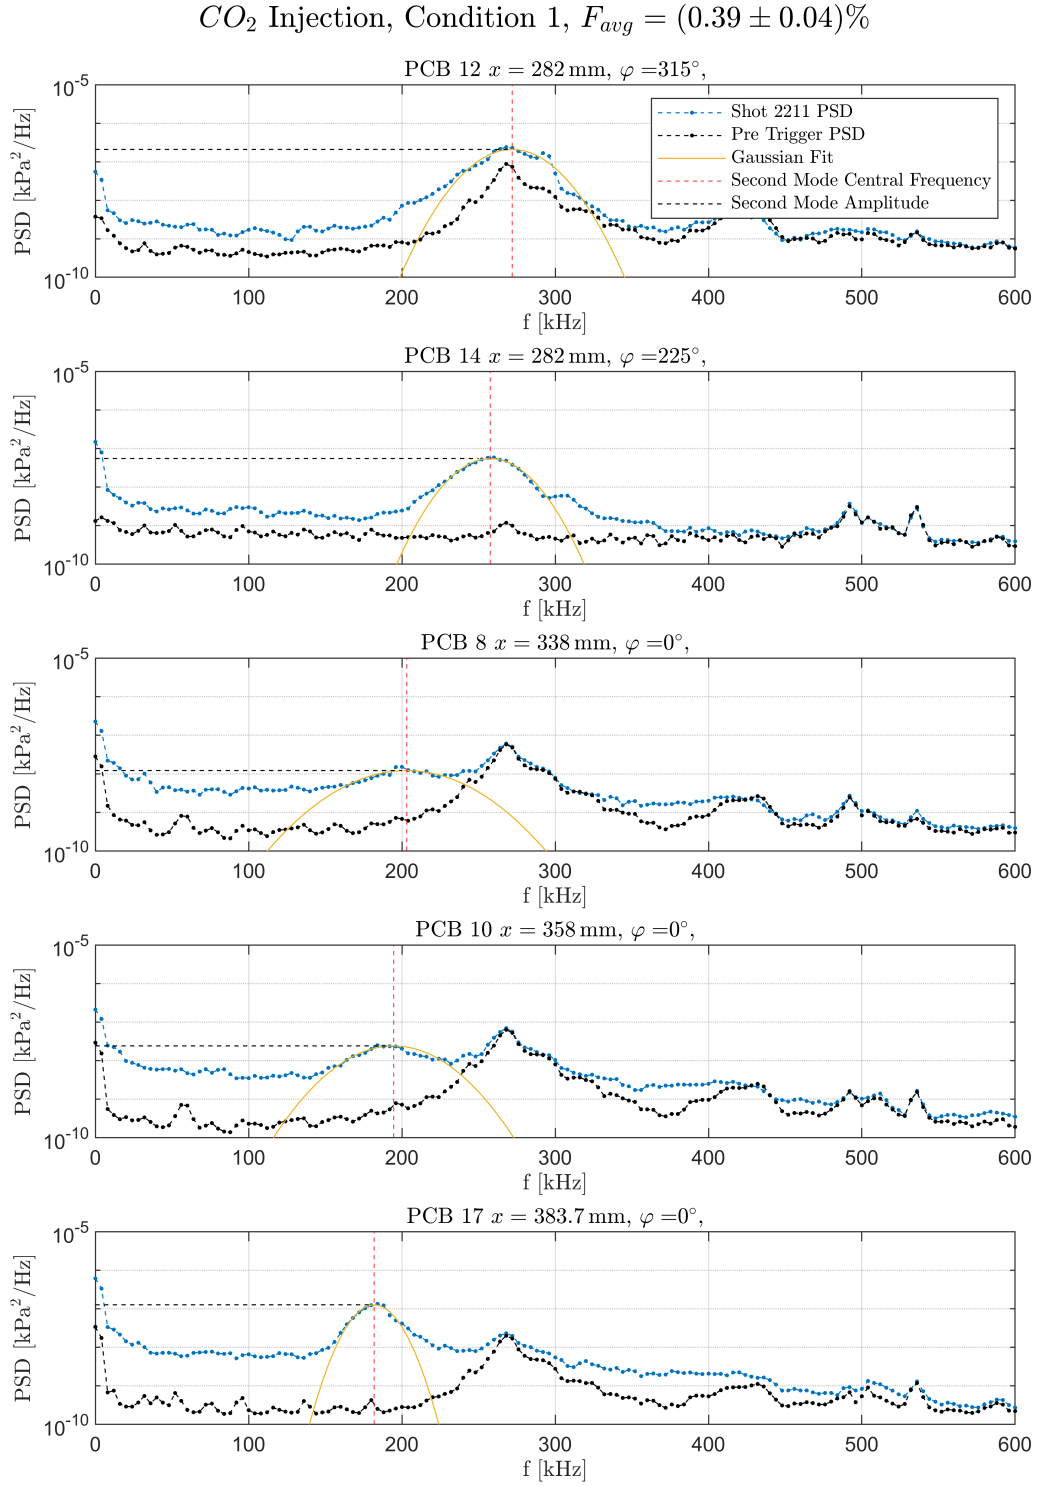 CO₂ Injection, Condition 1, F_avg = (0.39 ± 0.04)%
PCB 12 x = 282 mm, φ =315°,
10⁻⁵
PSD [kPa²/Hz]
10⁻¹⁰
Shot 2211 PSD
Pre Trigger PSD
Gaussian Fit
Second Mode Central Frequency
Second Mode Amplitude
0 100 200 300 400 500 600
f [kHz]
PCB 14 x = 282 mm, φ =225°,
10⁻⁵
PSD [kPa²/Hz]
10⁻¹⁰
0 100 200 300 400 500 600
f [kHz]
PCB 8 x = 338 mm, φ =0°,
10⁻⁵
PSD [kPa²/Hz]
10⁻¹⁰
0 100 200 300 400 500 600
f [kHz]
PCB 10 x = 358 mm, φ =0°,
10⁻⁵
PSD [kPa²/Hz]
10⁻¹⁰
0 100 200 300 400 500 600
f [kHz]
PCB 17 x = 383.7 mm, φ =0°,
10⁻⁵
PSD [kPa²/Hz]
10⁻¹⁰
0 100 200 300 400 500 600
f [kHz]